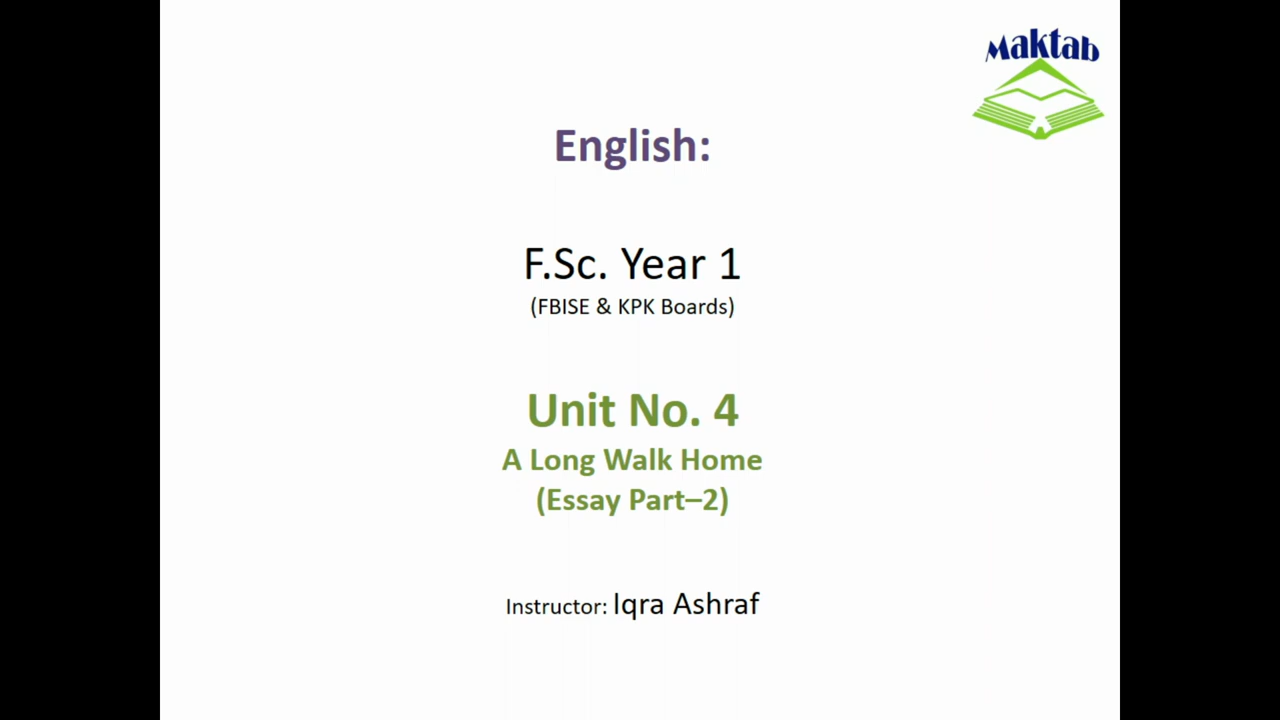 Maktab
English:
F.Sc. Year 1
(FBISE & KPK Boards)
Unit No. 4
A Long Walk Home
(Essay Part–2)
Instructor: Iqra Ashraf